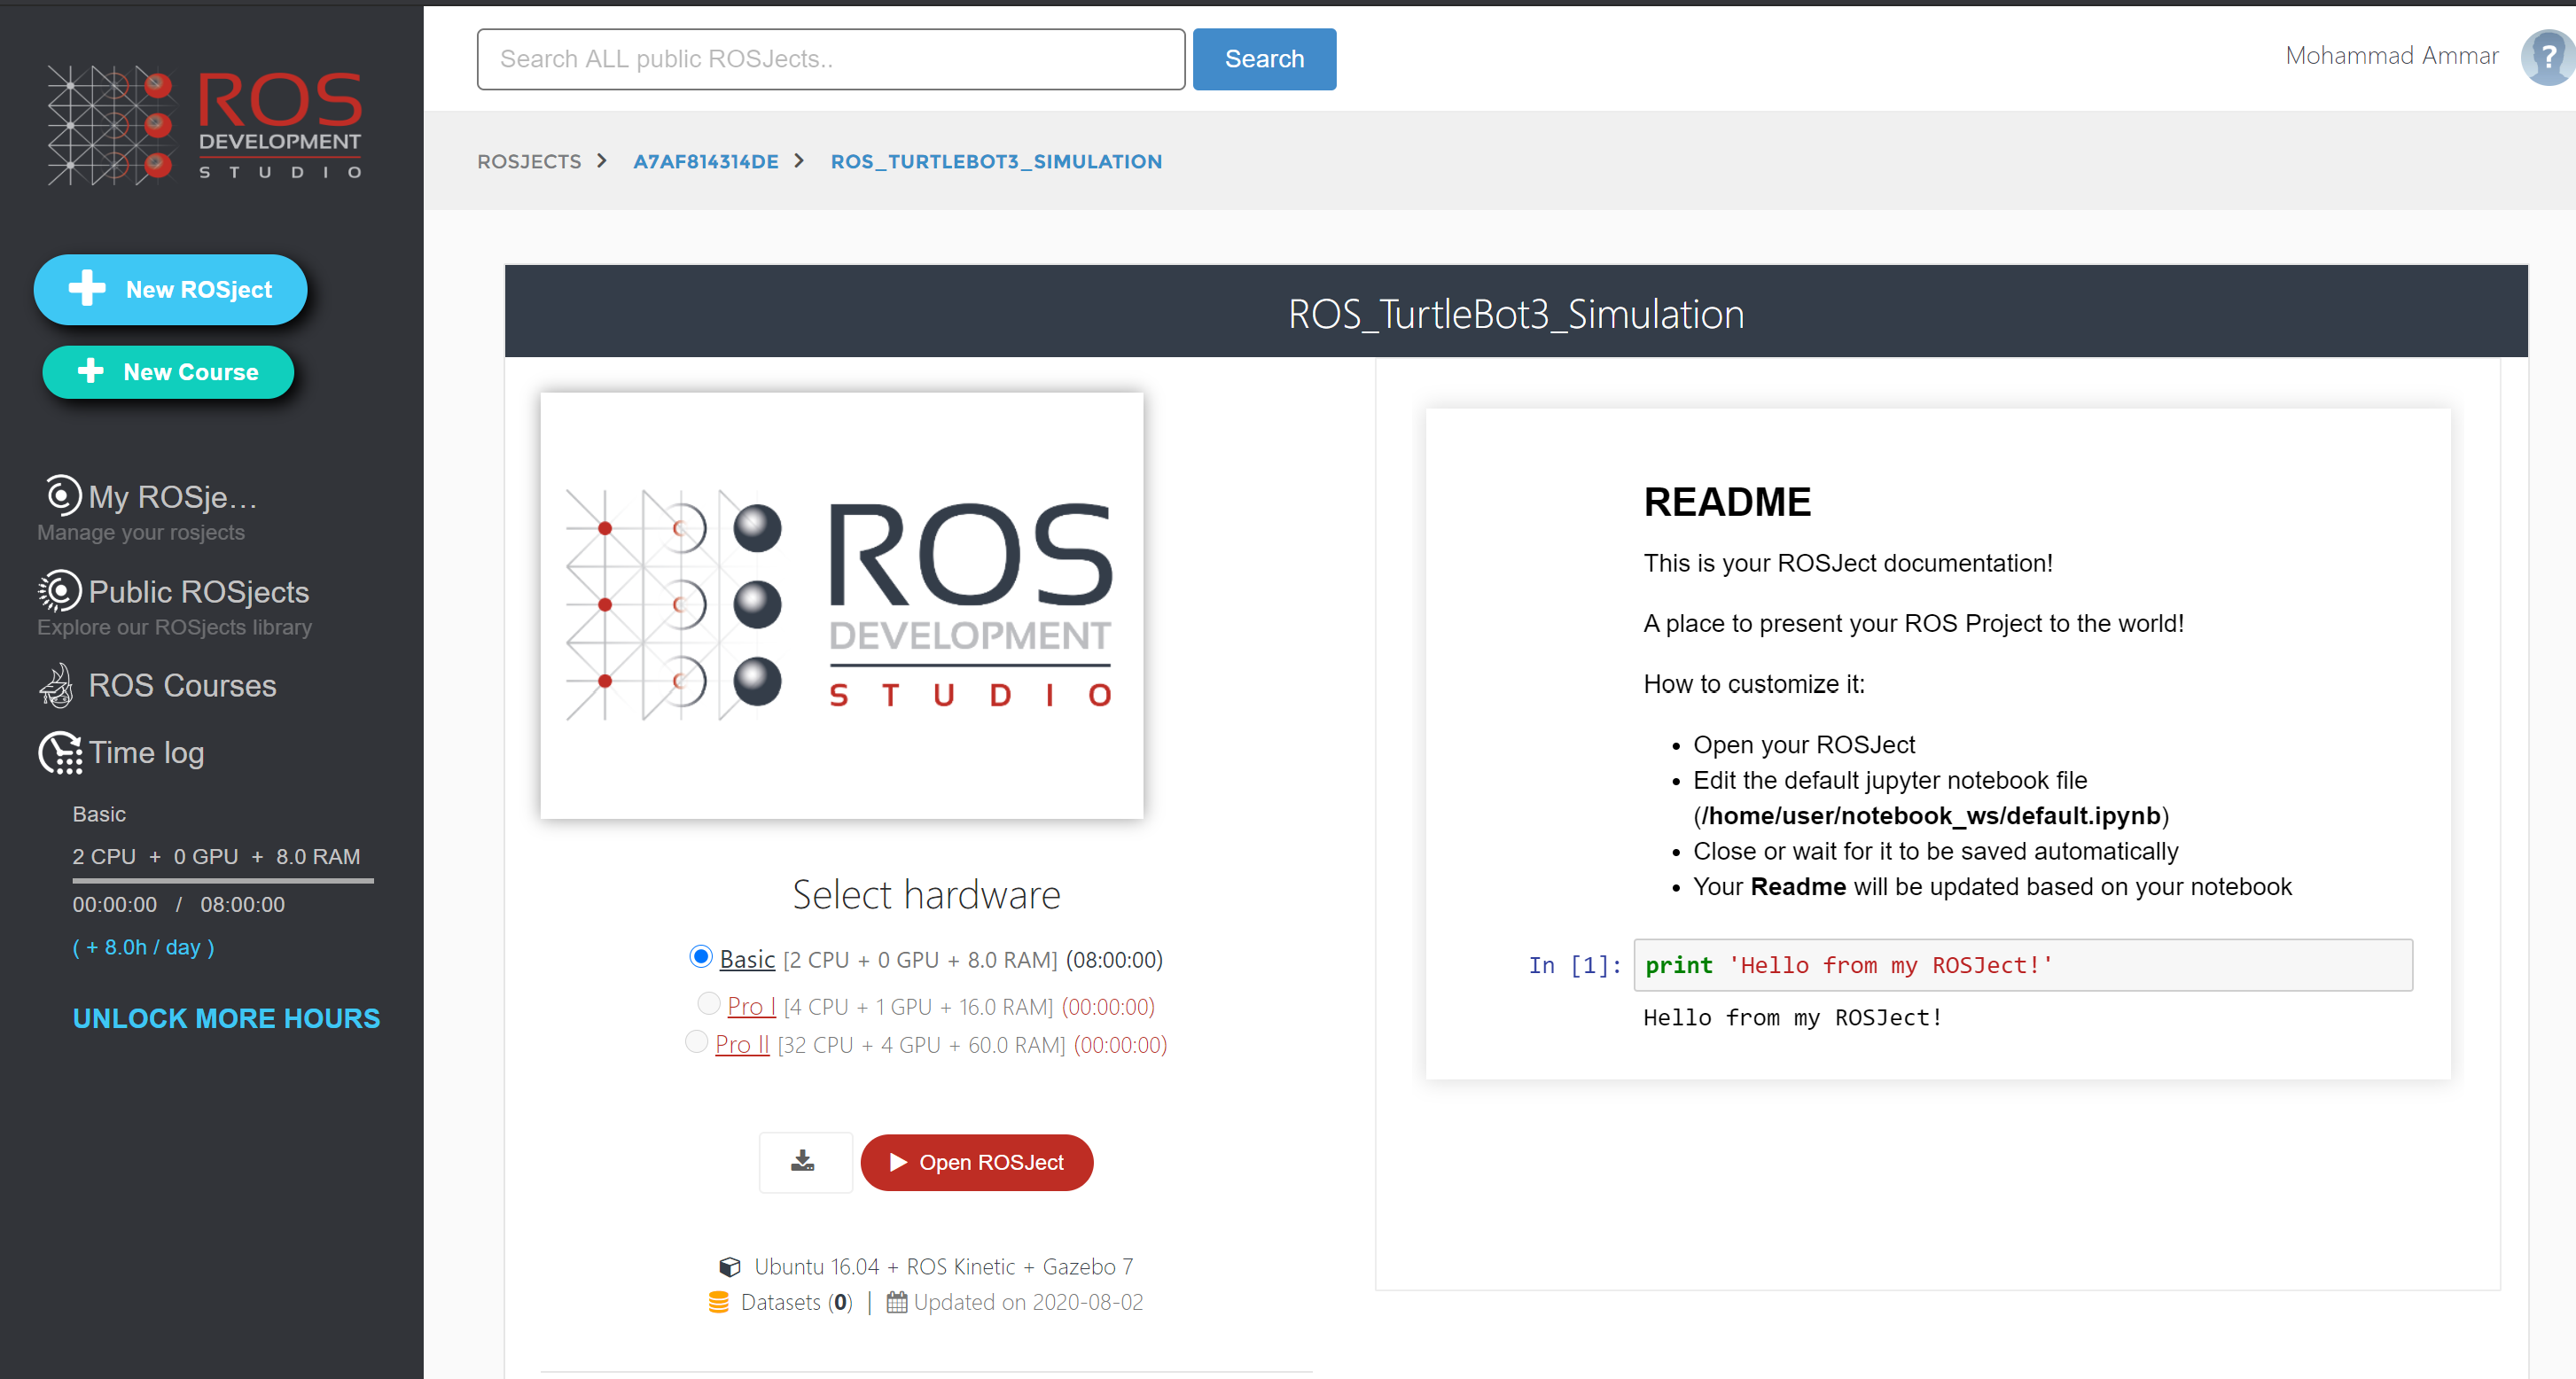 ROS
DEVELOPMENT
STUDIO
New ROSject
New Course
My ROSje...
Manage your rosjects
Public ROSjects
Explore our ROSjects library
ROS Courses
Time log
Basic
2 CPU + 0 GPU + 8.0 RAM
00:00:00 / 08:00:00
( + 8.0h / day )
UNLOCK MORE HOURS
Search ALL public ROSJects..
Search
Mohammad Ammar
?
ROSJECTS > A7AF814314DE > ROS_TURTLEBOT3_SIMULATION
ROS_TurtleBot3_Simulation
ROS
DEVELOPMENT
STUDIO
Select hardware
Basic [2 CPU + 0 GPU + 8.0 RAM] (08:00:00)
Pro I [4 CPU + 1 GPU + 16.0 RAM] (00:00:00)
Pro II [32 CPU + 4 GPU + 60.0 RAM] (00:00:00)
Open ROSJect
Ubuntu 16.04 + ROS Kinetic + Gazebo 7
Datasets (0) | Updated on 2020-08-02
README
This is your ROSJect documentation!
A place to present your ROS Project to the world!
How to customize it:
• Open your ROSJect
• Edit the default jupyter notebook file
(/home/user/notebook_ws/default.ipynb)
• Close or wait for it to be saved automatically
• Your Readme will be updated based on your notebook
In [1]: print 'Hello from my ROSJect!'
Hello from my ROSJect!